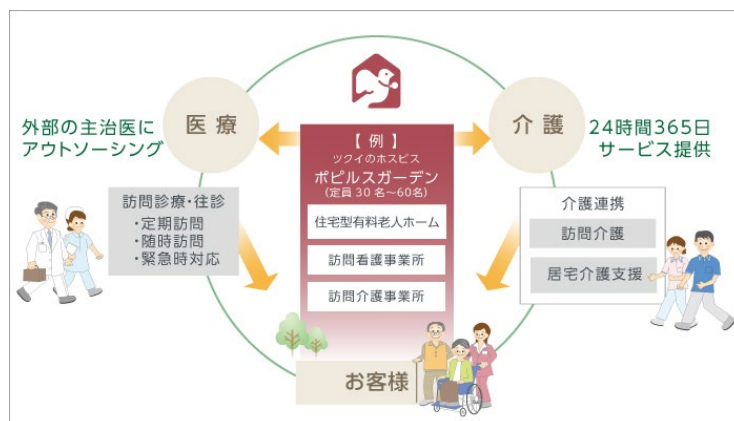 医療
介護
外部の主治医に
アウトソーシング
24時間365日
サービス提供
【例】
ツクイのホスピス
ポピルスガーデン
(定員30名～60名)
住宅型有料老人ホーム
訪問看護事業所
訪問介護事業所
訪問診療・往診
・定期訪問
・随時訪問
・緊急時対応
介護連携
訪問介護
居宅介護支援
お客様